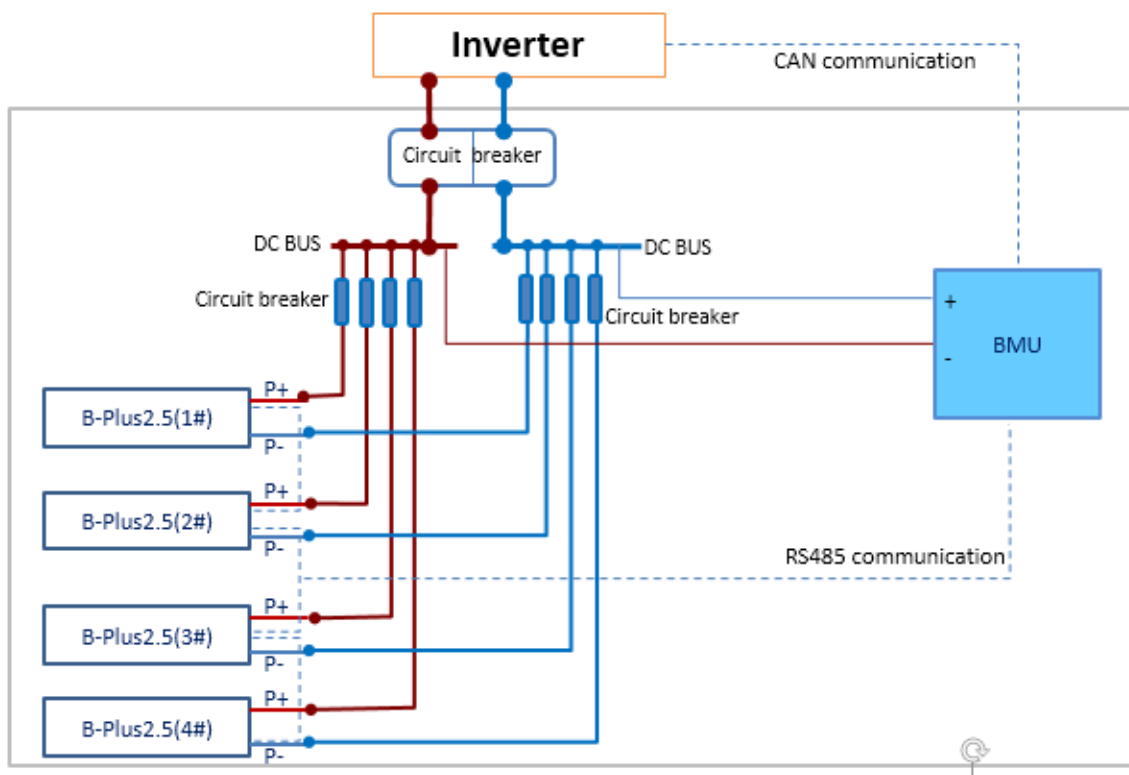 Inverter
CAN communication
Circuit breaker
DC BUS
DC BUS
Circuit breaker
Circuit breaker
+
-
BMU
P+
B-Plus2.5(1#)
P-
P+
B-Plus2.5(2#)
P-
RS485 communication
P+
B-Plus2.5(3#)
P-
P+
B-Plus2.5(4#)
P-